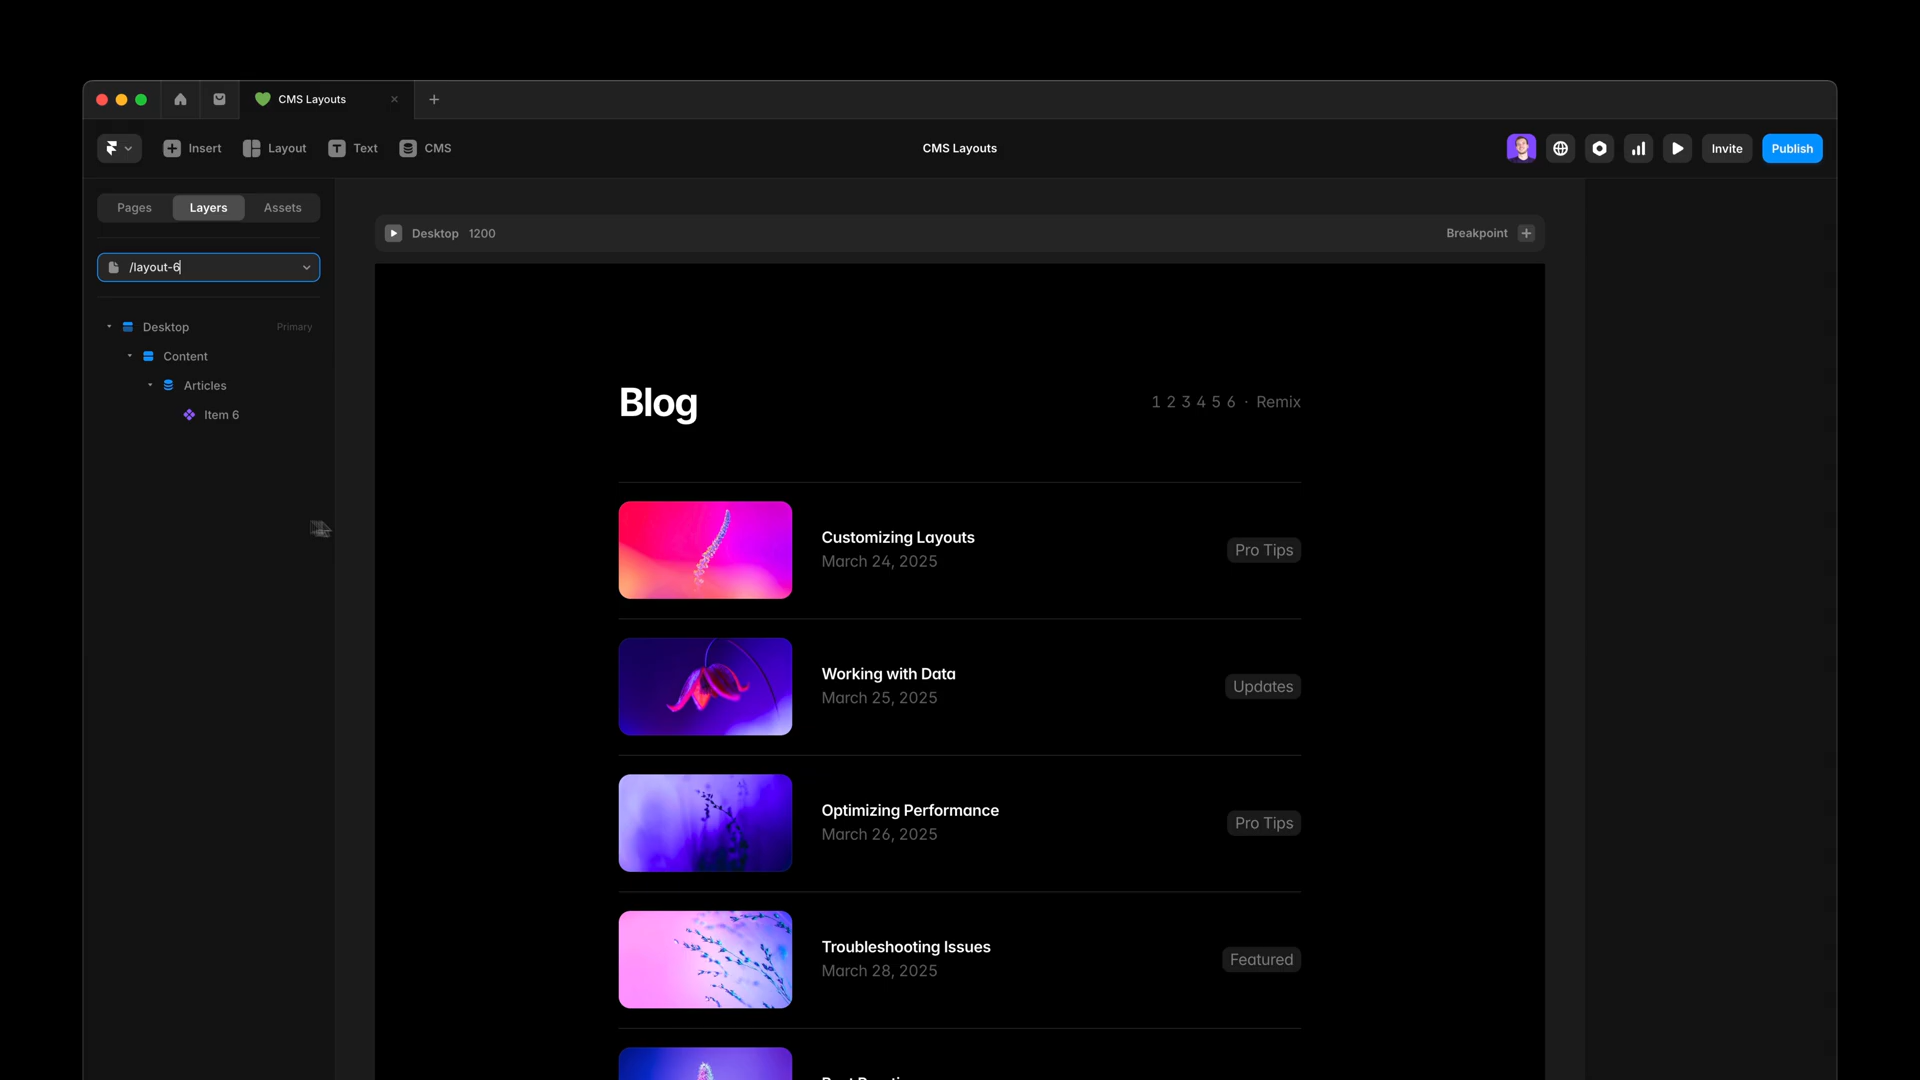 CMS Layouts
Insert
Layout
Text
CMS
CMS Layouts
Invite
Publish
Pages
Layers
Assets
Desktop 1200
Breakpoint
/layout-6
Desktop
Primary
Content
Articles
Item 6
Blog
1 2 3 4 5 6 · Remix
Customizing Layouts
March 24, 2025
Pro Tips
Working with Data
March 25, 2025
Updates
Optimizing Performance
March 26, 2025
Pro Tips
Troubleshooting Issues
March 28, 2025
Featured